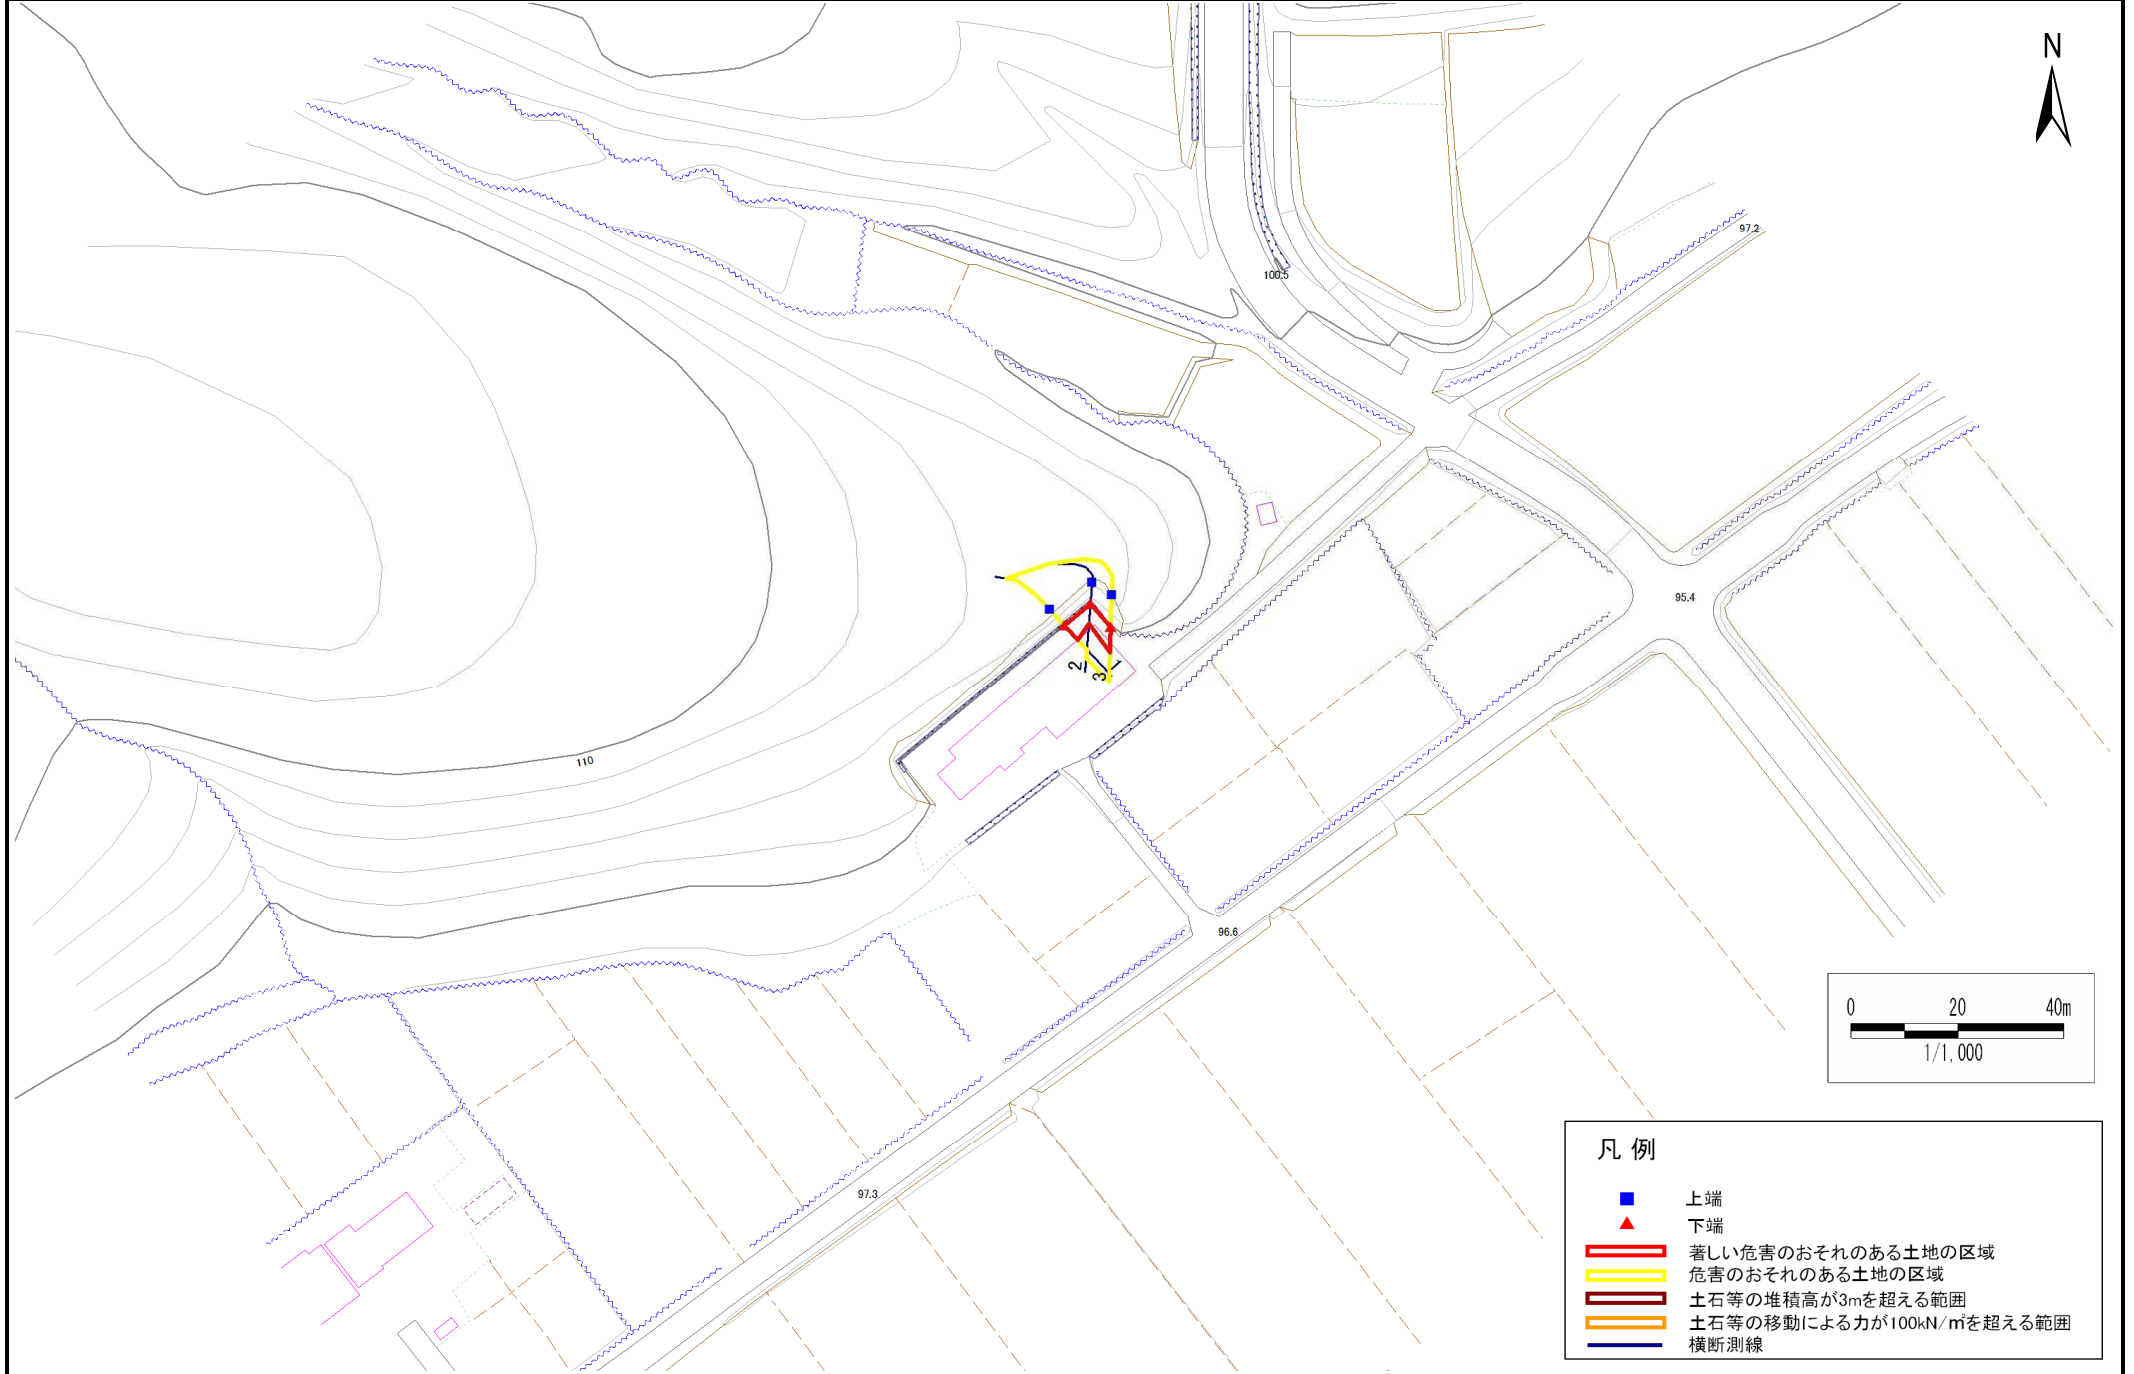 N
97.2
100.5
95.4
2
3
1
110
96.6
97.3
0 20 40m
1/1,000
凡 例
上端
下端
著しい危害のおそれのある土地の区域
危害のおそれのある土地の区域
土石等の堆積高が3mを超える範囲
土石等の移動による力が100kN/㎡を超える範囲
横断測線